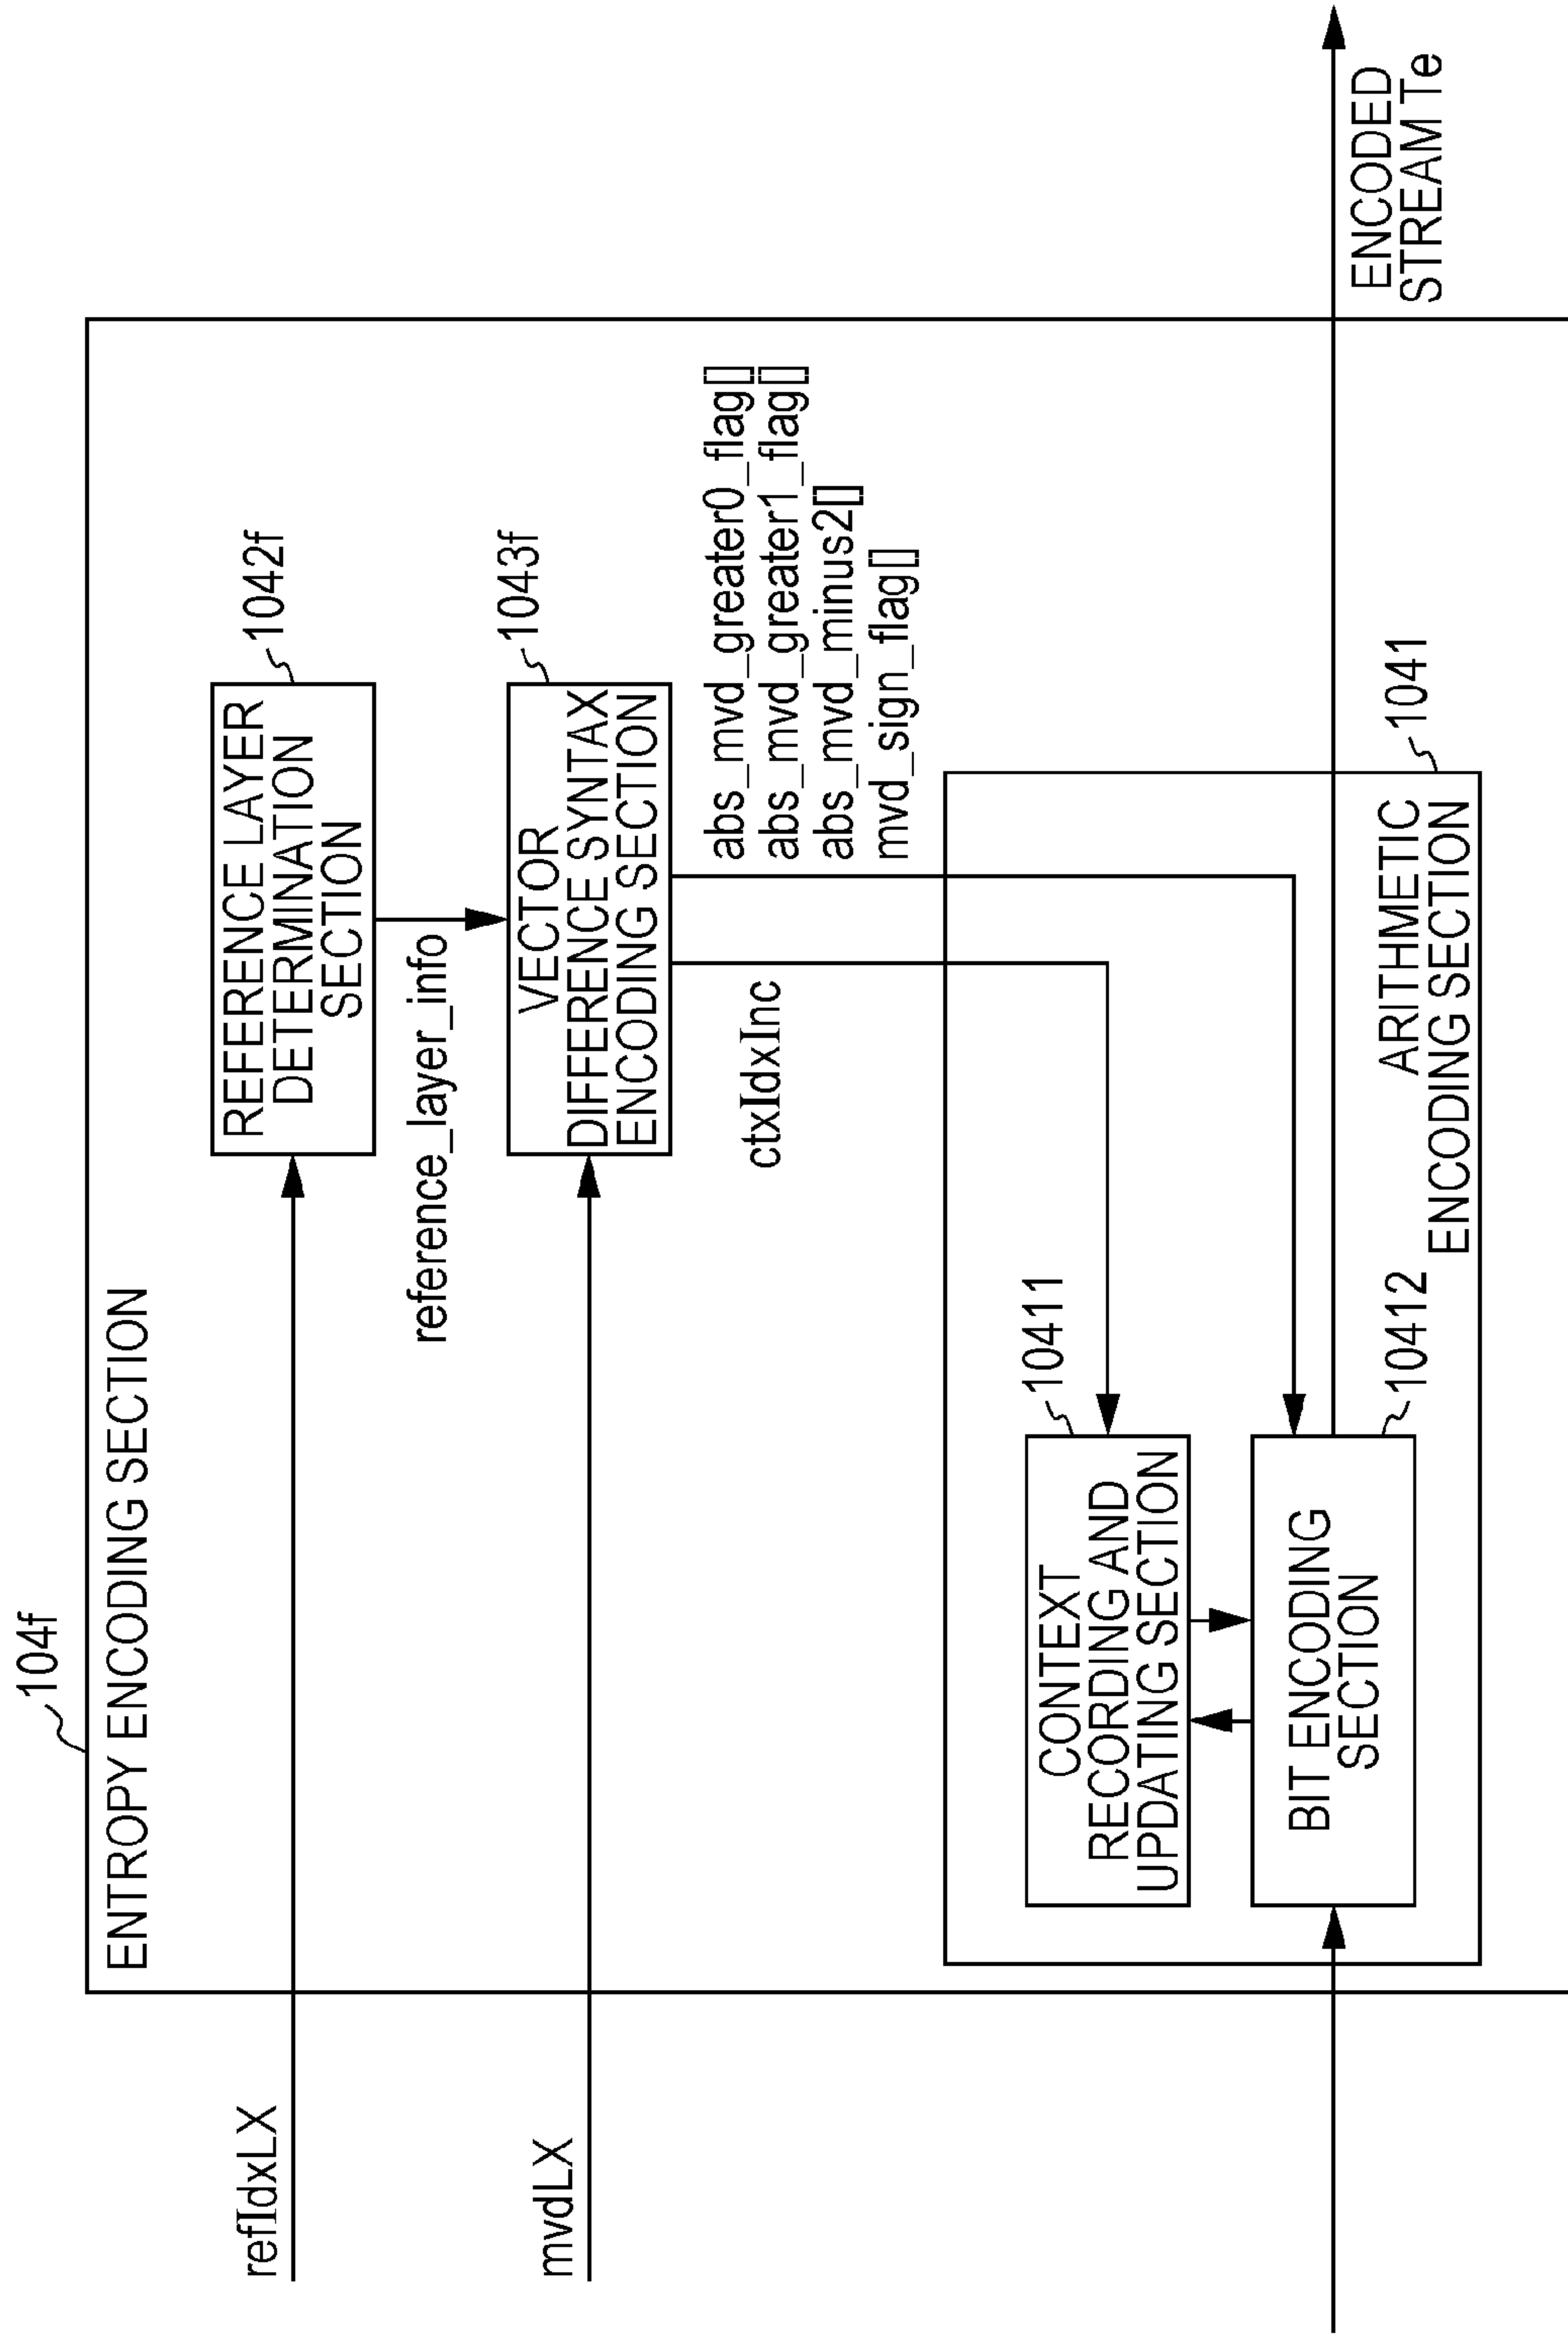 104f
ENTROPY ENCODING SECTION
refIdxLX
1042f
REFERENCE LAYER
DETERMINATION
SECTION
reference_layer_info
mvdLX
1043f
VECTOR
DIFFERENCE SYNTAX
ENCODING SECTION
abs_mvd_greater0_flag[]
abs_mvd_greater1_flag[]
abs_mvd_minus2[]
mvd_sign_flag[]
ctxIdxInc
10411
CONTEXT
RECORDING AND
UPDATING SECTION
10412
BIT ENCODING
SECTION
1041
ARITHMETIC
ENCODING SECTION
ENCODED
STREAM Te